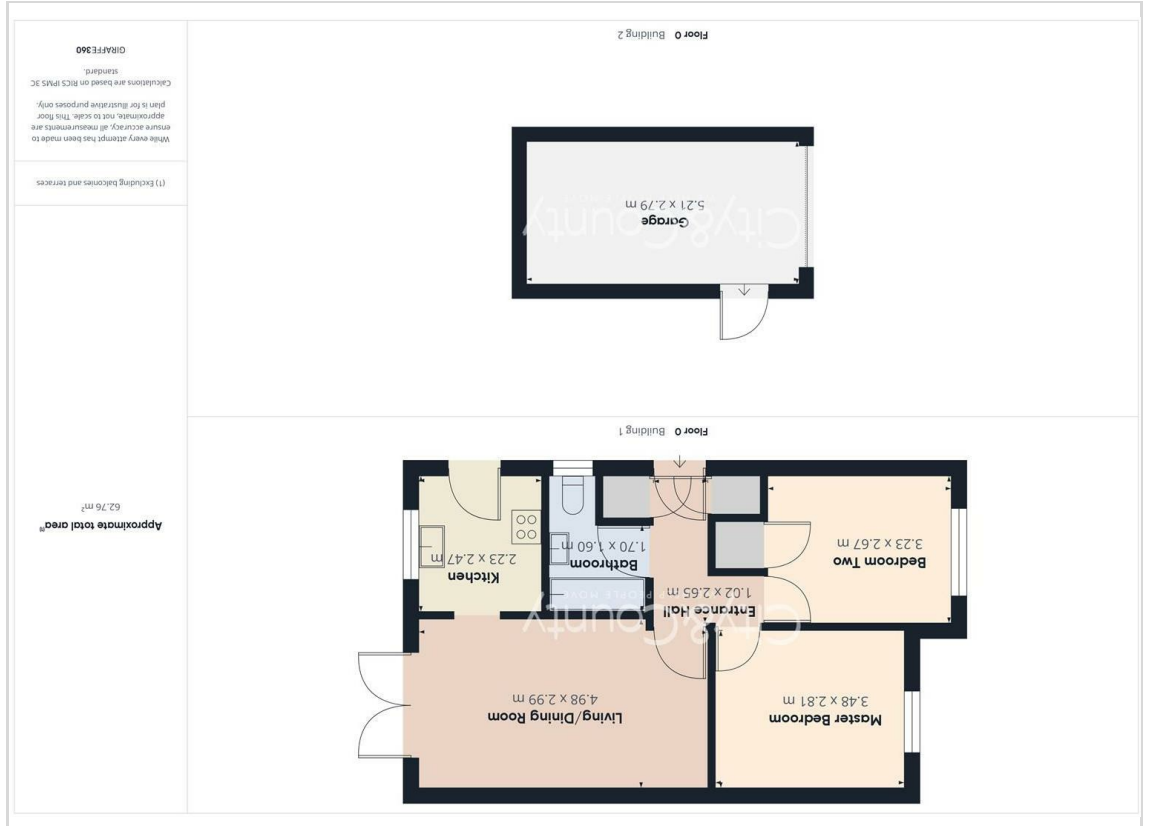 Master Bedroom
3.48 x 2.81 m
Living/Dining Room
4.98 x 2.99 m
Bedroom Two
3.23 x 2.67 m
Entrance Hall
1.02 x 2.65 m
Bathroom
1.70 x 1.60 m
Kitchen
2.23 x 2.47 m
City&County
PEOPLE MOVE
Floor 0 Building 1
Garage
5.21 x 2.79 m
City&County
Floor 0 Building 2
Approximate total area⁽¹⁾
62.76 m²
(1) Excluding balconies and terraces
While every attempt has been made to
ensure accuracy, all measurements are
approximate, not to scale. This floor
plan is for illustrative purposes only.
Calculations are based on RICS IPMS 3C
standard.
GIRAFFE360